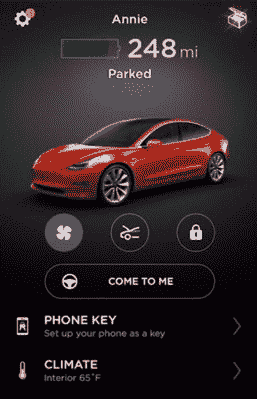 Annie
248 mi
Parked
COME TO ME
PHONE KEY
Set up your phone as a key
CLIMATE
Interior 65°F